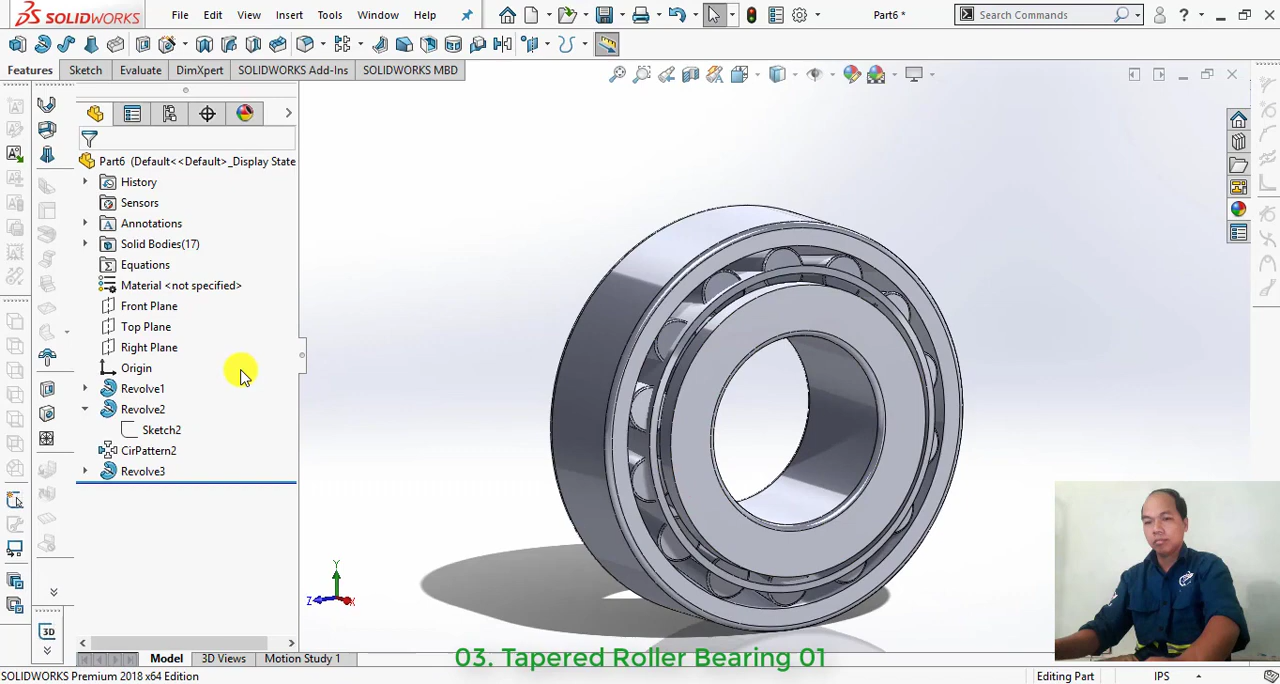 SOLIDWORKS File Edit View Insert Tools Window Help Part6 * Search Commands ?
Features Sketch Evaluate DimXpert SOLIDWORKS Add-Ins SOLIDWORKS MBD
Part6 (Default<<Default>_Display State
History
Sensors
Annotations
Solid Bodies(17)
Equations
Material <not specified>
Front Plane
Top Plane
Right Plane
Origin
Revolve1
Revolve2
Sketch2
CirPattern2
Revolve3
Y
Z X
3D
Model 3D Views Motion Study 1
03. Tapered Roller Bearing 01
SOLIDWORKS Premium 2018 x64 Edition Editing Part IPS